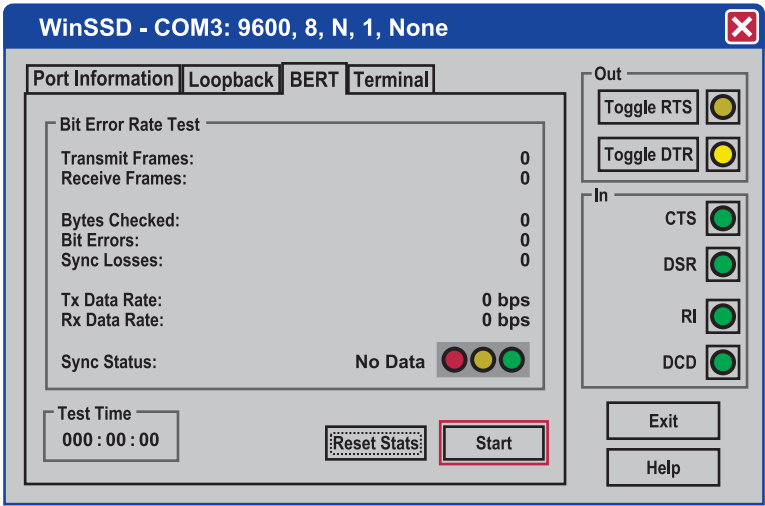 WinSSD - COM3: 9600, 8, N, 1, None
Port Information Loopback BERT Terminal
Bit Error Rate Test
Transmit Frames: 0
Receive Frames: 0
Bytes Checked: 0
Bit Errors: 0
Sync Losses: 0
Tx Data Rate: 0 bps
Rx Data Rate: 0 bps
Sync Status: No Data
Test Time
000 : 00 : 00
Reset Stats Start
Out
Toggle RTS
Toggle DTR
In
CTS
DSR
RI
DCD
Exit
Help